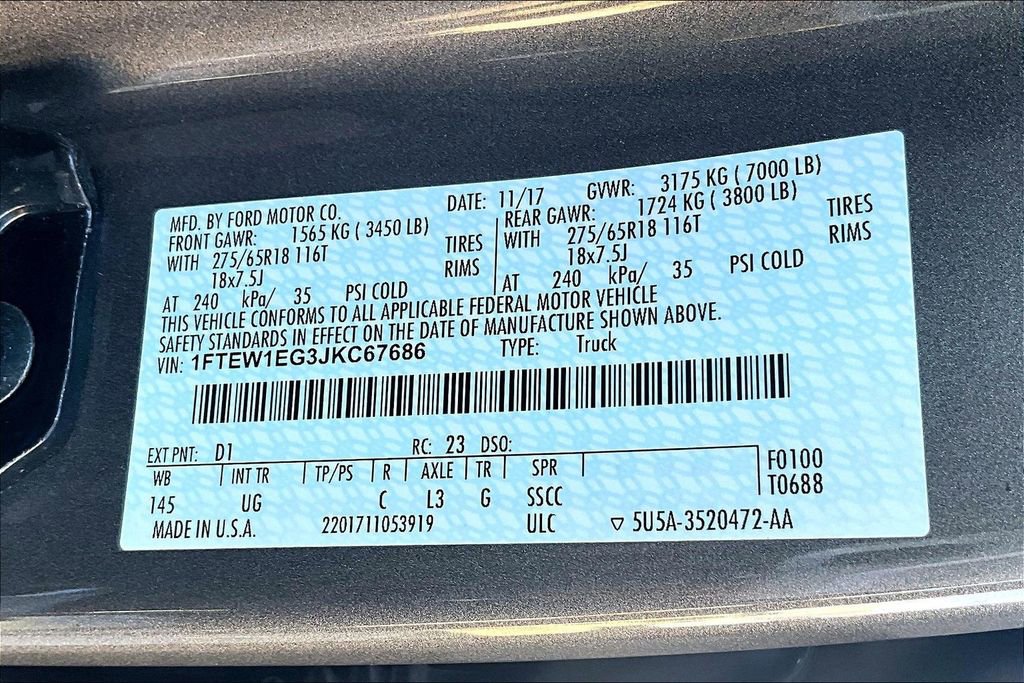 MFD. BY FORD MOTOR CO. DATE: 11/17 GVWR: 3175 KG ( 7000 LB)
FRONT GAWR: 1565 KG ( 3450 LB) REAR GAWR: 1724 KG ( 3800 LB)
WITH 275/65R18 116T TIRES WITH 275/65R18 116T TIRES
18x7.5J RIMS 18x7.5J RIMS
AT 240 kPa/ 35 PSI COLD AT 240 kPa/ 35 PSI COLD
THIS VEHICLE CONFORMS TO ALL APPLICABLE FEDERAL MOTOR VEHICLE
SAFETY STANDARDS IN EFFECT ON THE DATE OF MANUFACTURE SHOWN ABOVE.
VIN: 1FTEW1EG3JKC67686 TYPE: Truck
EXT PNT: D1 RC: 23 DSO:
WB INT TR TP/PS R AXLE TR SPR F0100
145 UG C L3 G SSCC T0688
MADE IN U.S.A. 2201711053919 ULC ▽ 5U5A-3520472-AA